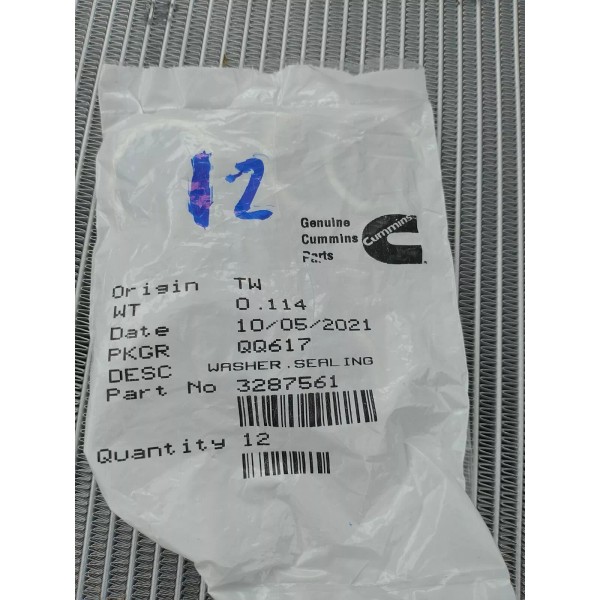 12
Genuine
Cummins
Parts
Cummins
Origin TW
WT 0.114
Date 10/05/2021
PKGR QQ617
DESC WASHER,SEALING
Part No 3287561
Quantity 12